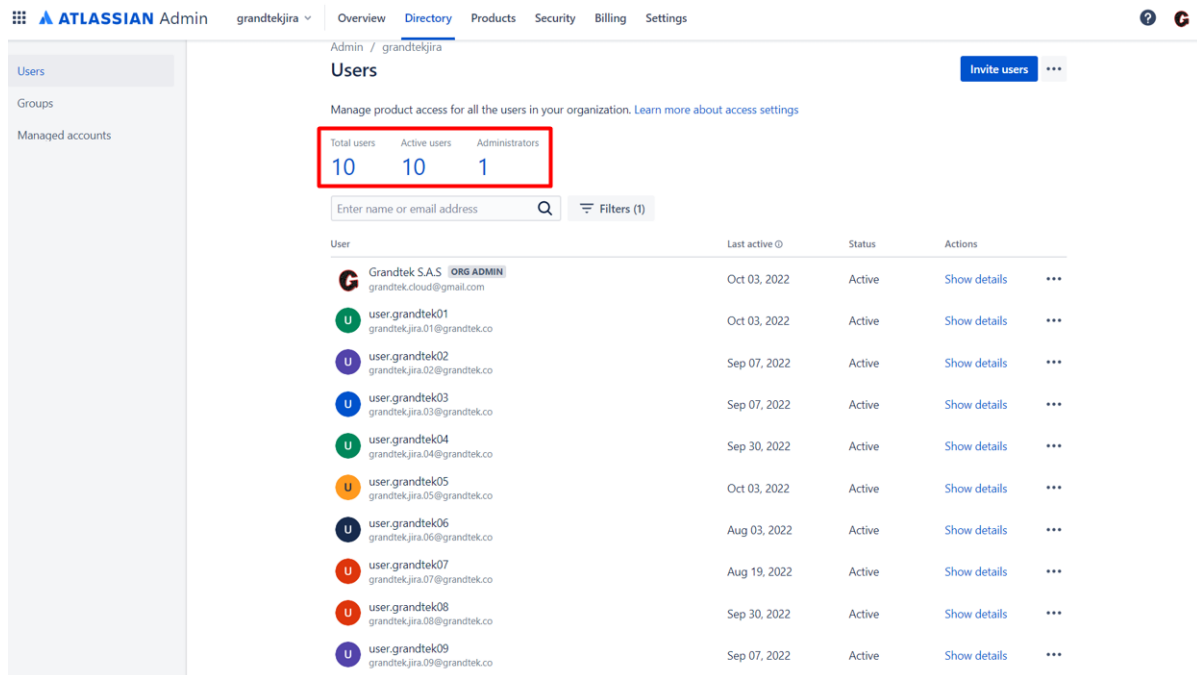 ATLASSIAN Admin grandtekjira Overview Directory Products Security Billing Settings
Users
Groups
Managed accounts
Admin / grandtekjira
Users
Invite users
Manage product access for all the users in your organization. Learn more about access settings
Total users Active users Administrators
10 10 1
Enter name or email address Filters (1)
User Last active Status Actions
Grandtek S.A.S ORG ADMIN
grandtek.cloud@gmail.com
Oct 03, 2022 Active Show details
U user.grandtek01
grandtek.jira.01@grandtek.co
Oct 03, 2022 Active Show details
U user.grandtek02
grandtek.jira.02@grandtek.co
Sep 07, 2022 Active Show details
U user.grandtek03
grandtek.jira.03@grandtek.co
Sep 07, 2022 Active Show details
U user.grandtek04
grandtek.jira.04@grandtek.co
Sep 30, 2022 Active Show details
U user.grandtek05
grandtek.jira.05@grandtek.co
Oct 03, 2022 Active Show details
U user.grandtek06
grandtek.jira.06@grandtek.co
Aug 03, 2022 Active Show details
U user.grandtek07
grandtek.jira.07@grandtek.co
Aug 19, 2022 Active Show details
U user.grandtek08
grandtek.jira.08@grandtek.co
Sep 30, 2022 Active Show details
U user.grandtek09
grandtek.jira.09@grandtek.co
Sep 07, 2022 Active Show details